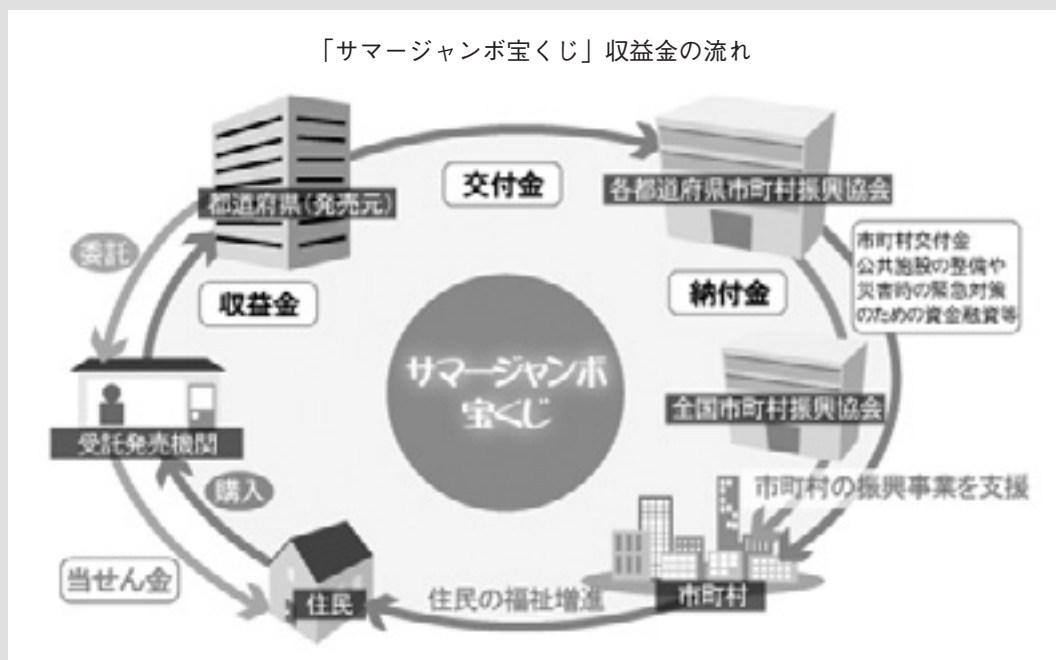 「サマージャンボ宝くじ」収益金の流れ
交付金
都道府県(発売元)
各都道府県市町村振興協会
委託
収益金
納付金
市町村交付金
公共施設の整備や
災害時の緊急対策
のための資金融資等
サマージャンボ
宝くじ
全国市町村振興協会
受託発売機関
購入
市町村の振興事業を支援
当せん金
住民
住民の福祉増進
市町村